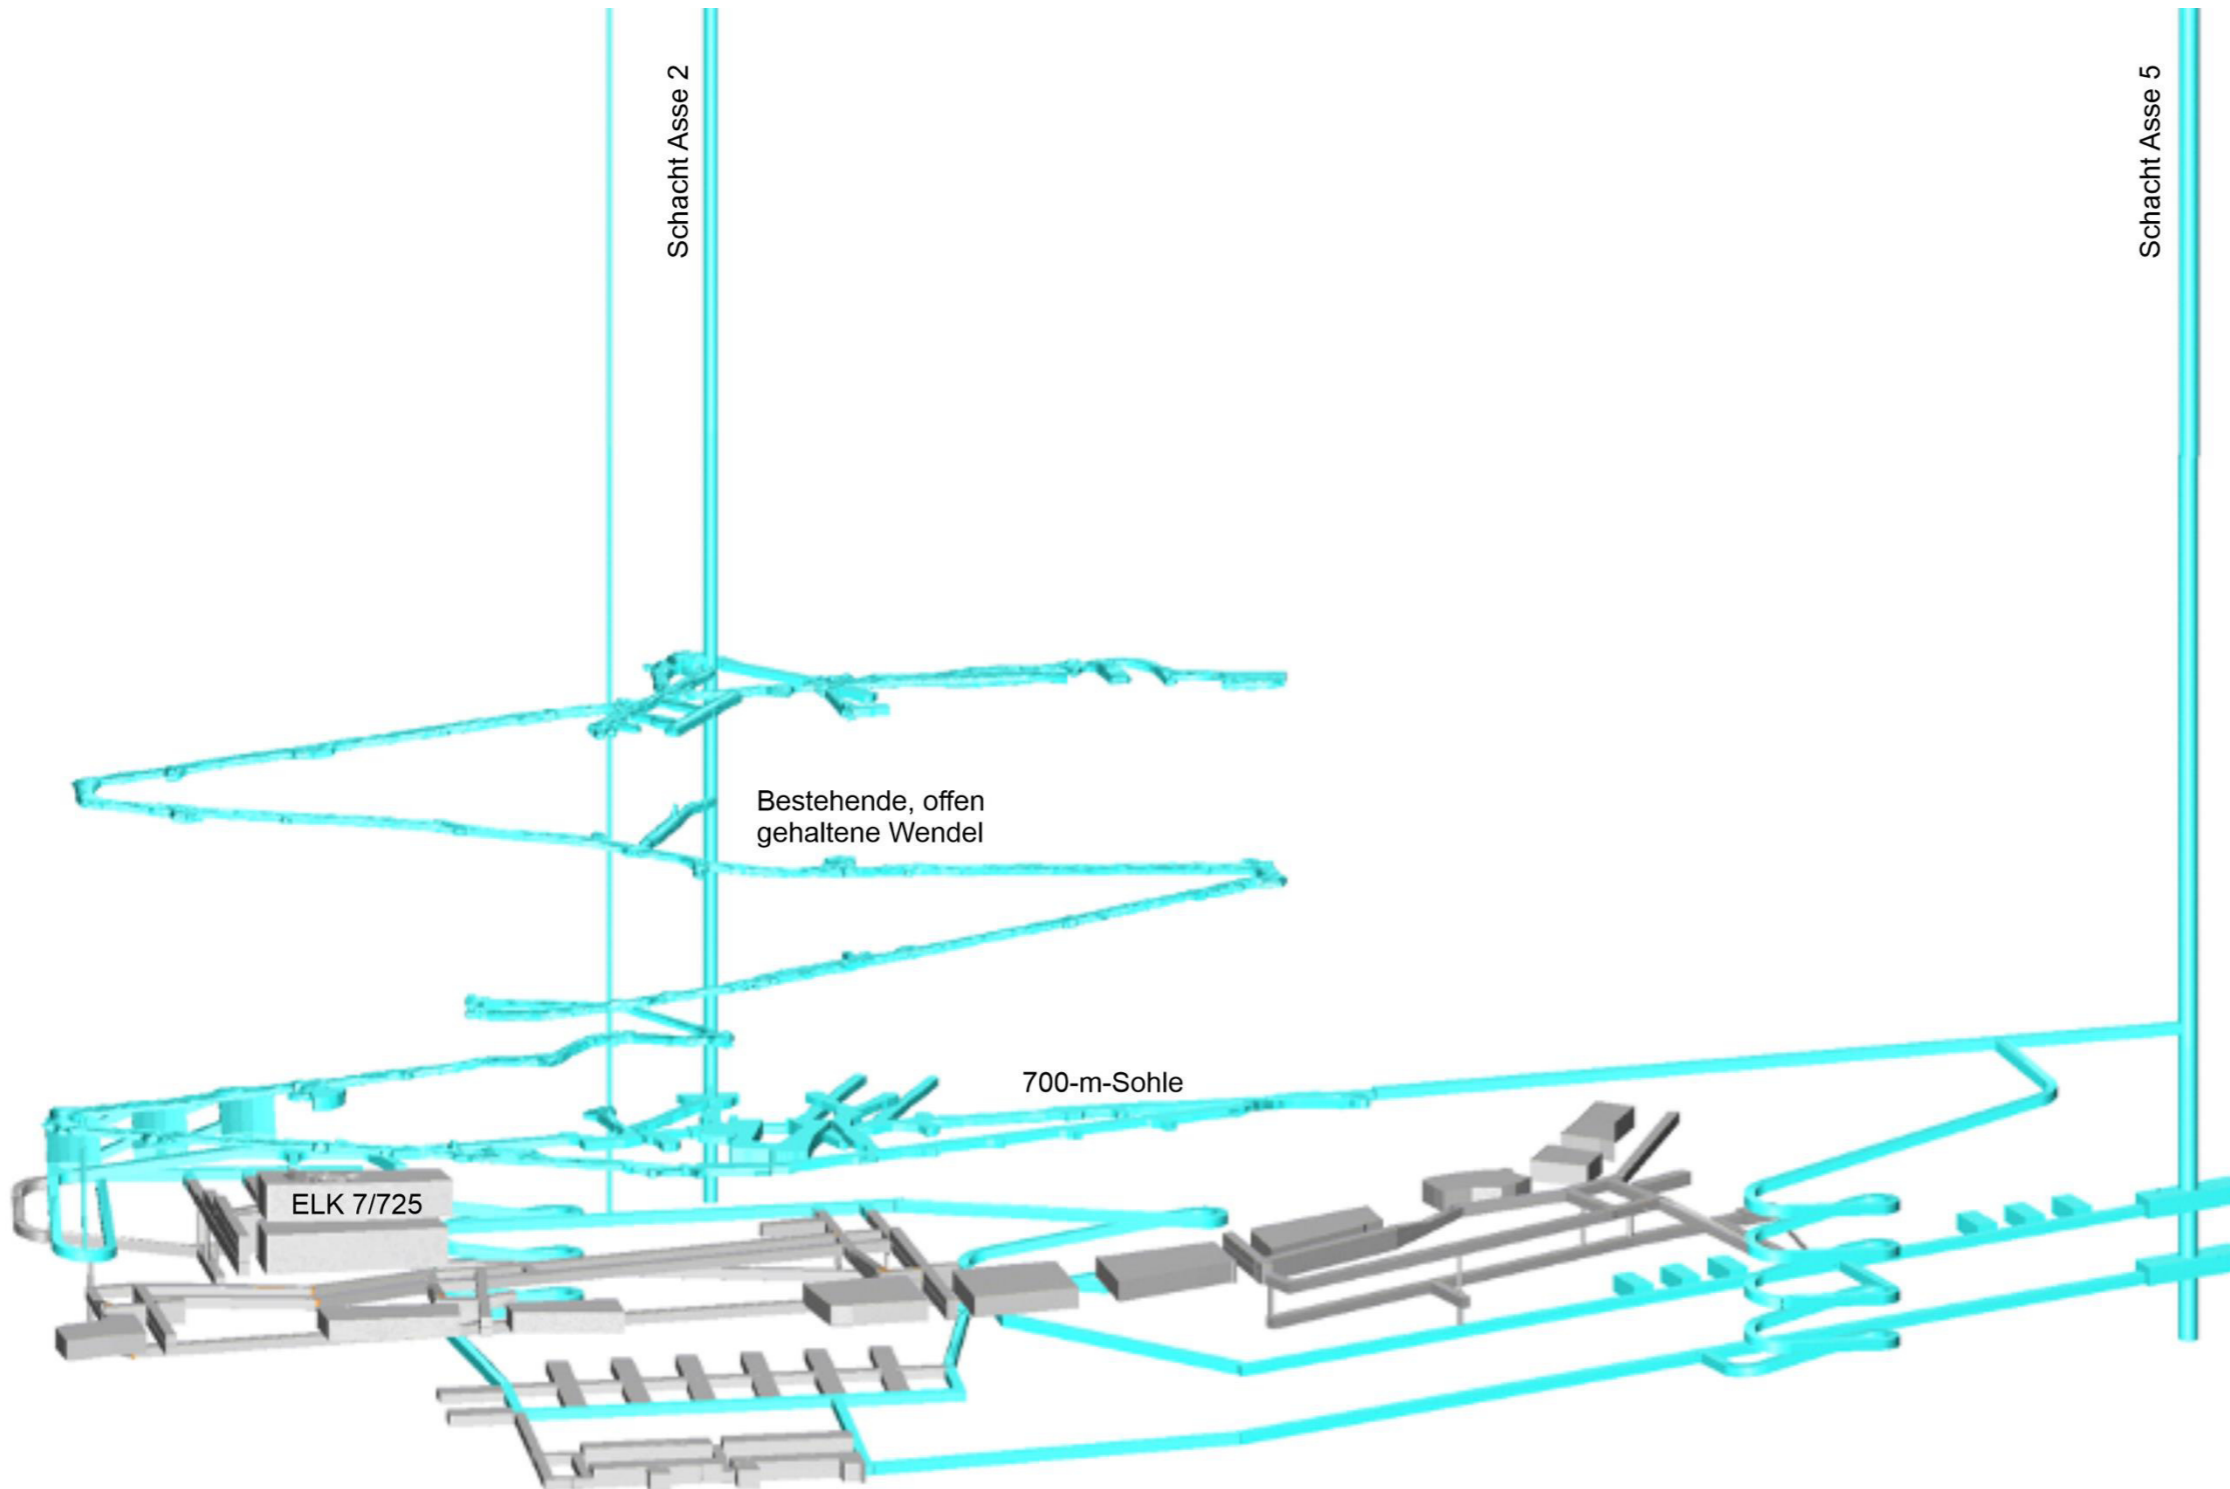 Schacht Asse 2
Schacht Asse 5
Bestehende, offen
gehaltene Wendel
700-m-Sohle
ELK 7/725